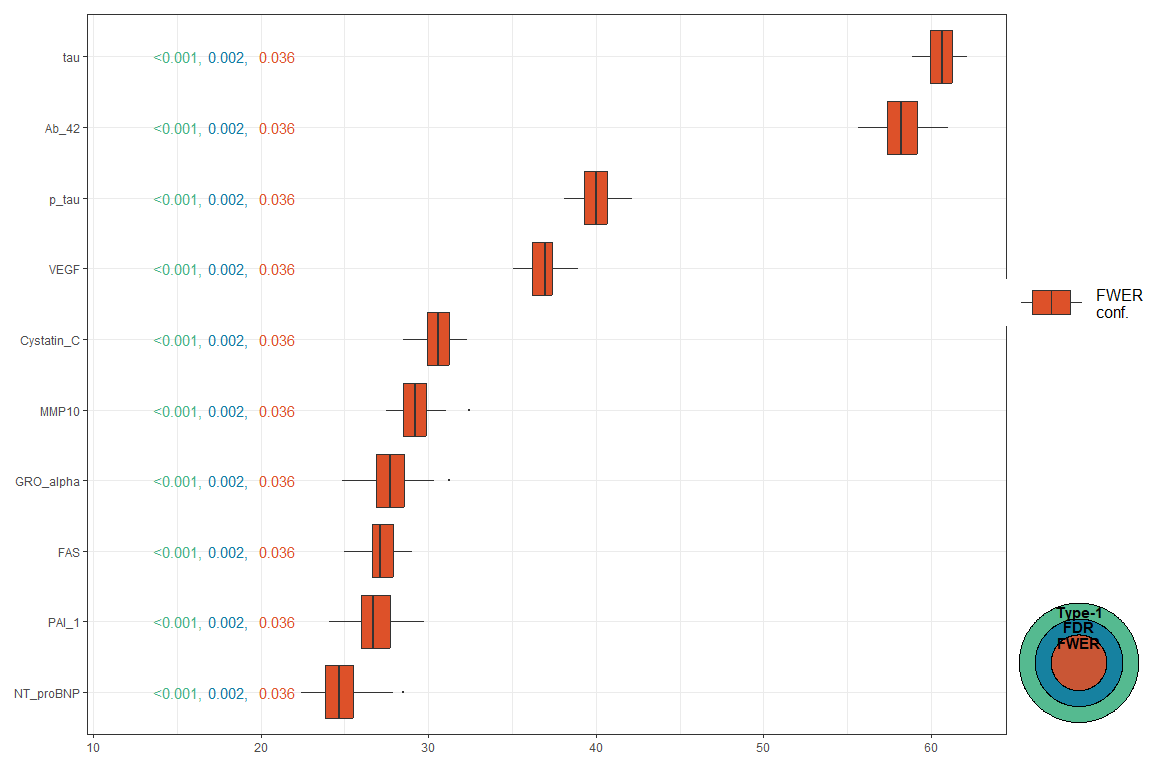 tau <0.001, 0.002, 0.036
Ab_42 <0.001, 0.002, 0.036
p_tau <0.001, 0.002, 0.036
VEGF <0.001, 0.002, 0.036
FWER
conf.
Cystatin_C <0.001, 0.002, 0.036
MMP10 <0.001, 0.002, 0.036
GRO_alpha <0.001, 0.002, 0.036
FAS <0.001, 0.002, 0.036
PAI_1 <0.001, 0.002, 0.036
NT_proBNP <0.001, 0.002, 0.036
Type-1
FDR
FWER
10 20 30 40 50 60